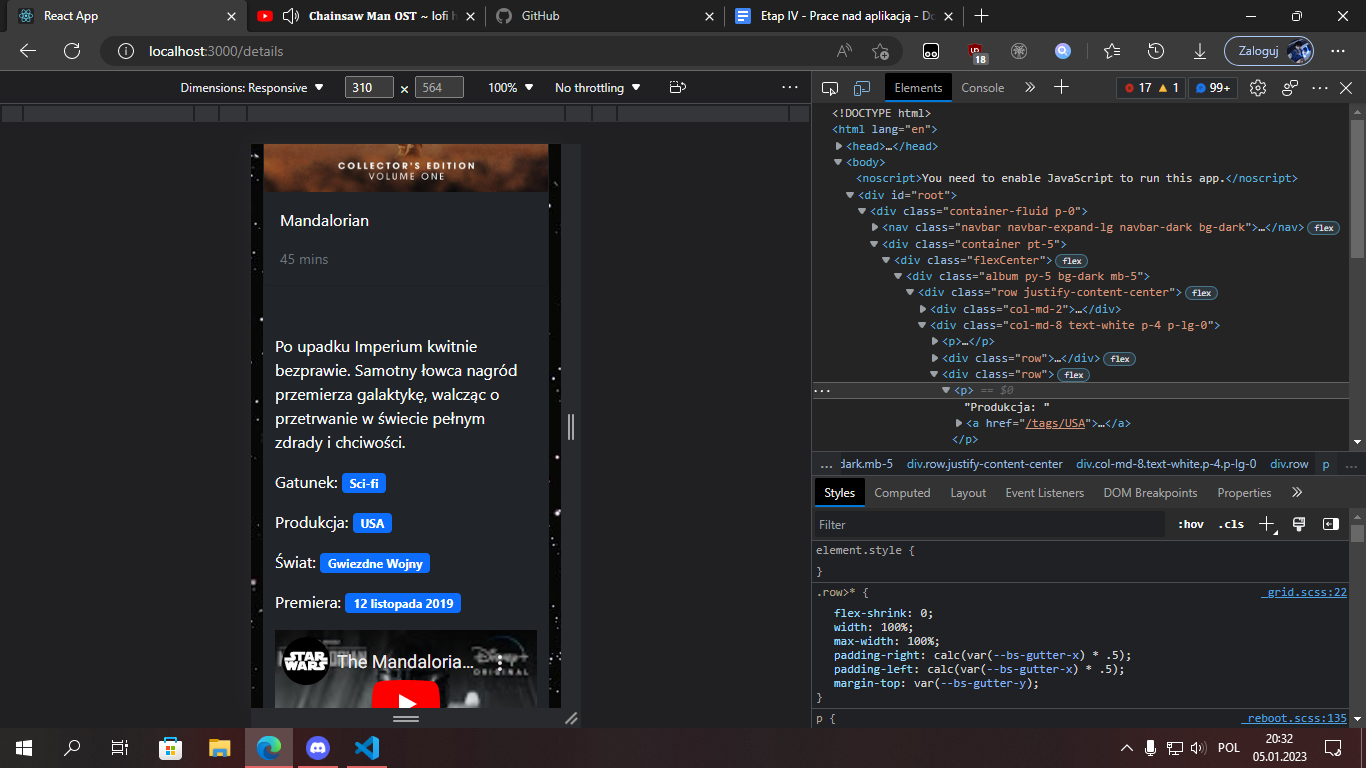 React App
Chainsaw Man OST ~ lofi h
GitHub
Etap IV - Prace nad aplikacją - Do
localhost:3000/details
18
Zaloguj
Dimensions: Responsive
310
×
564
100%
No throttling
Elements
Console
17
1
99+
COLLECTOR'S EDITION
VOLUME ONE
Mandalorian
45 mins
Po upadku Imperium kwitnie
bezprawie. Samotny łowca nagród
przemierza galaktykę, walcząc o
przetrwanie w świecie pełnym
zdrady i chciwości.
Gatunek: Sci-fi
Produkcja: USA
Świat: Gwiezdne Wojny
Premiera: 12 listopada 2019
STAR WARS
The Mandaloria...
Disney+
ORIGINAL
<!DOCTYPE html>
<html lang="en">
<head>…</head>
<body>
<noscript>You need to enable JavaScript to run this app.</noscript>
<div id="root">
<div class="container-fluid p-0">
<nav class="navbar navbar-expand-lg navbar-dark bg-dark">…</nav> flex
<div class="container pt-5">
<div class="flexCenter"> flex
<div class="album py-5 bg-dark mb-5">
<div class="row justify-content-center"> flex
<div class="col-md-2">…</div>
<div class="col-md-8 text-white p-4 p-lg-0">
<p>…</p>
<div class="row">…</div> flex
<div class="row"> flex
... <p> == $0
"Produkcja: "
<a href="/tags/USA">…</a>
</p>
... dark.mb-5 div.row.justify-content-center div.col-md-8.text-white.p-4.p-lg-0 div.row p ...
Styles Computed Layout Event Listeners DOM Breakpoints Properties
Filter
:hov .cls
element.style {
}
.row>* { _grid.scss:22
flex-shrink: 0;
width: 100%;
max-width: 100%;
padding-right: calc(var(--bs-gutter-x) * .5);
padding-left: calc(var(--bs-gutter-x) * .5);
margin-top: var(--bs-gutter-y);
}
p { _reboot.scss:135
POL
20:32
05.01.2023